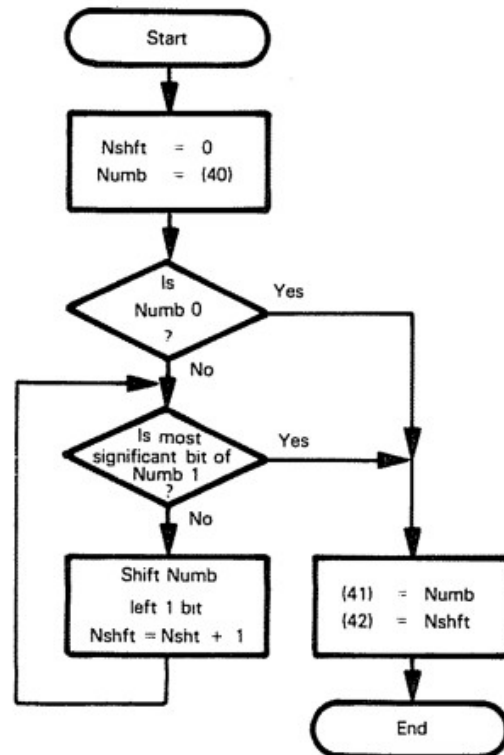 Start
Nshft = 0
Numb = (40)
Is
Numb 0
?
Yes
No
Is most
significant bit of
Numb 1
?
Yes
No
Shift Numb
left 1 bit
Nshft = Nsht + 1
(41) = Numb
(42) = Nshft
End